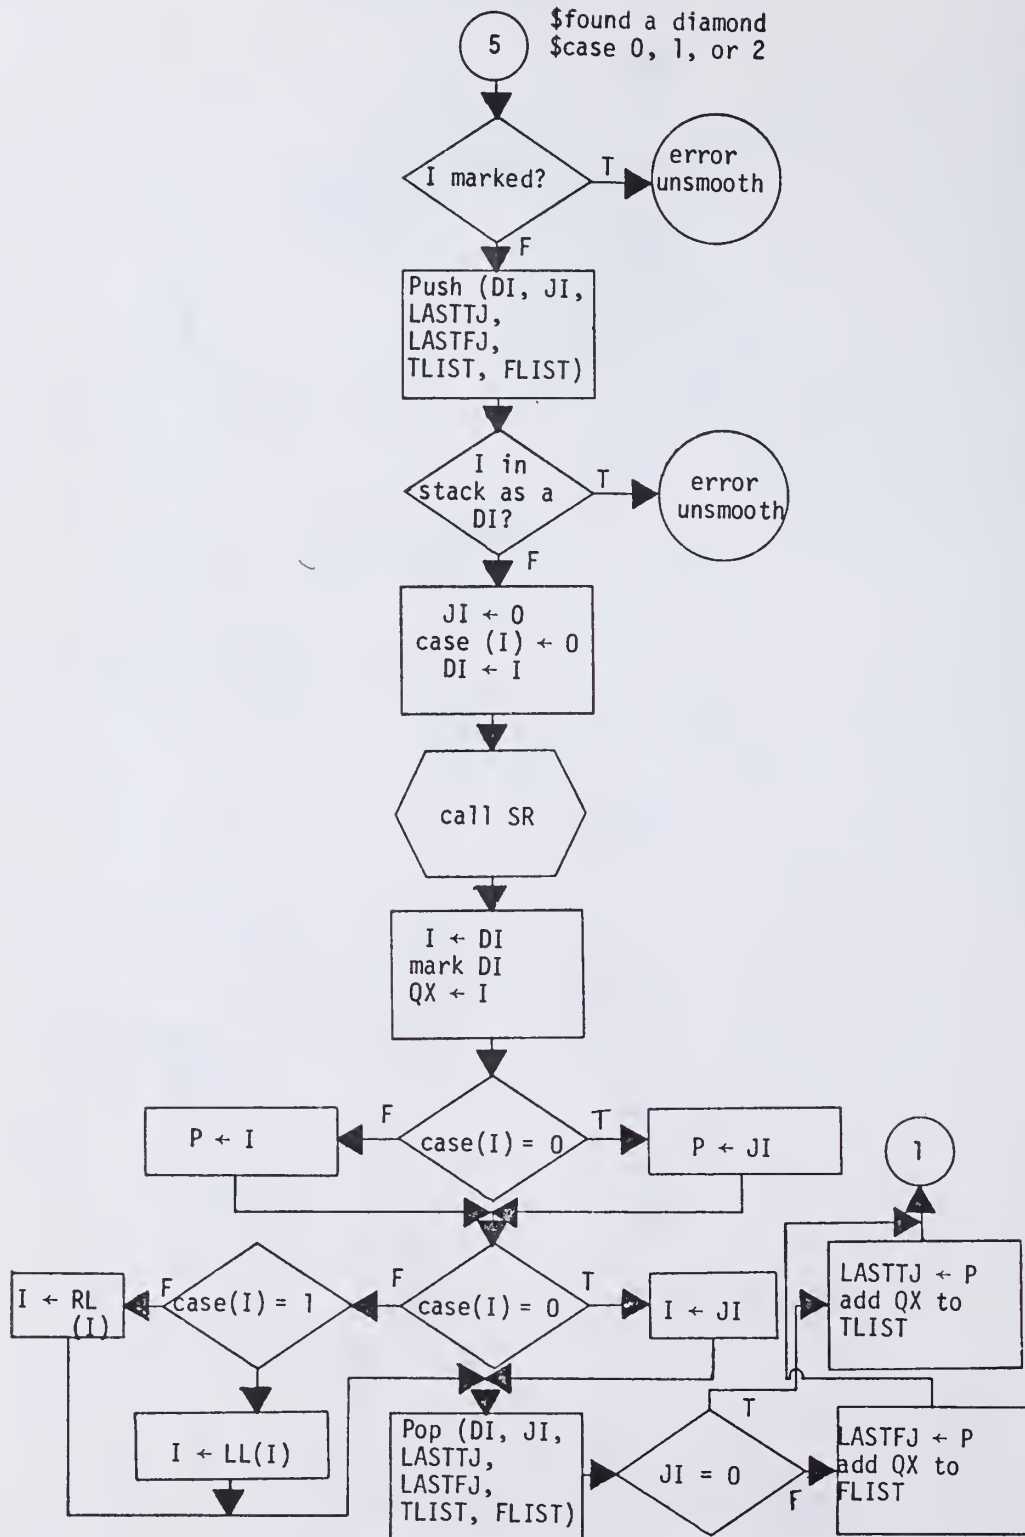 5
$found a diamond
$case 0, 1, or 2
I marked?
T
error
unsmooth
F
Push (DI, JI,
LASTTJ,
LASTFJ,
TLIST, FLIST)
I in
stack as a
DI?
T
error
unsmooth
F
JI ← 0
case (I) ← 0
DI ← I
call SR
I ← DI
mark DI
QX ← I
P ← I
F
case(I) = 0
T
P ← JI
1
I ← RL
(I)
F
case(I) = 1
F
case(I) = 0
T
I ← JI
LASTTJ ← P
add QX to
TLIST
I ← LL(I)
Pop (DI, JI,
LASTTJ,
LASTFJ,
TLIST, FLIST)
T
JI = 0
F
LASTFJ ← P
add QX to
FLIST